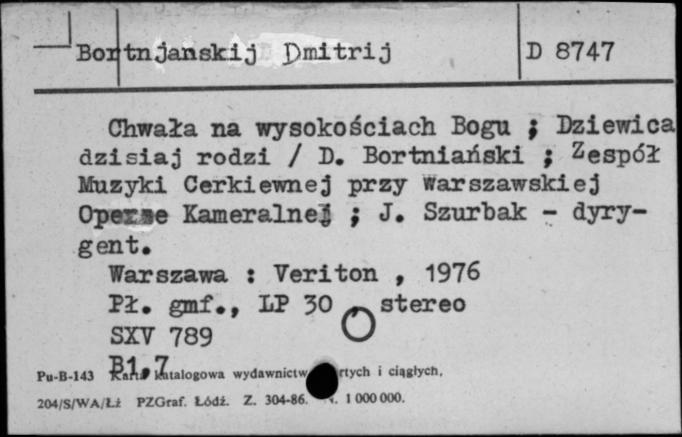 Bortnjanskij Dmitrij
D 8747
Chwała na wysokościach Bogu ; Dziewica
dzisiaj rodzi / D. Bortniański ; Zespół
Muzyki Cerkiewnej przy Warszawskiej
Operze Kameralnej ; J. Szurbak - dyry-
gent.
Warszawa : Veriton , 1976
Pł. gmf., LP 30 , stereo
SXV 789
B1,7
Pu-B-143 Karta katalogowa wydawnictw rtych i ciągłych,
204/S/WA/Łż PZGraf. Łódź. Z. 304-86. 1 000 000.